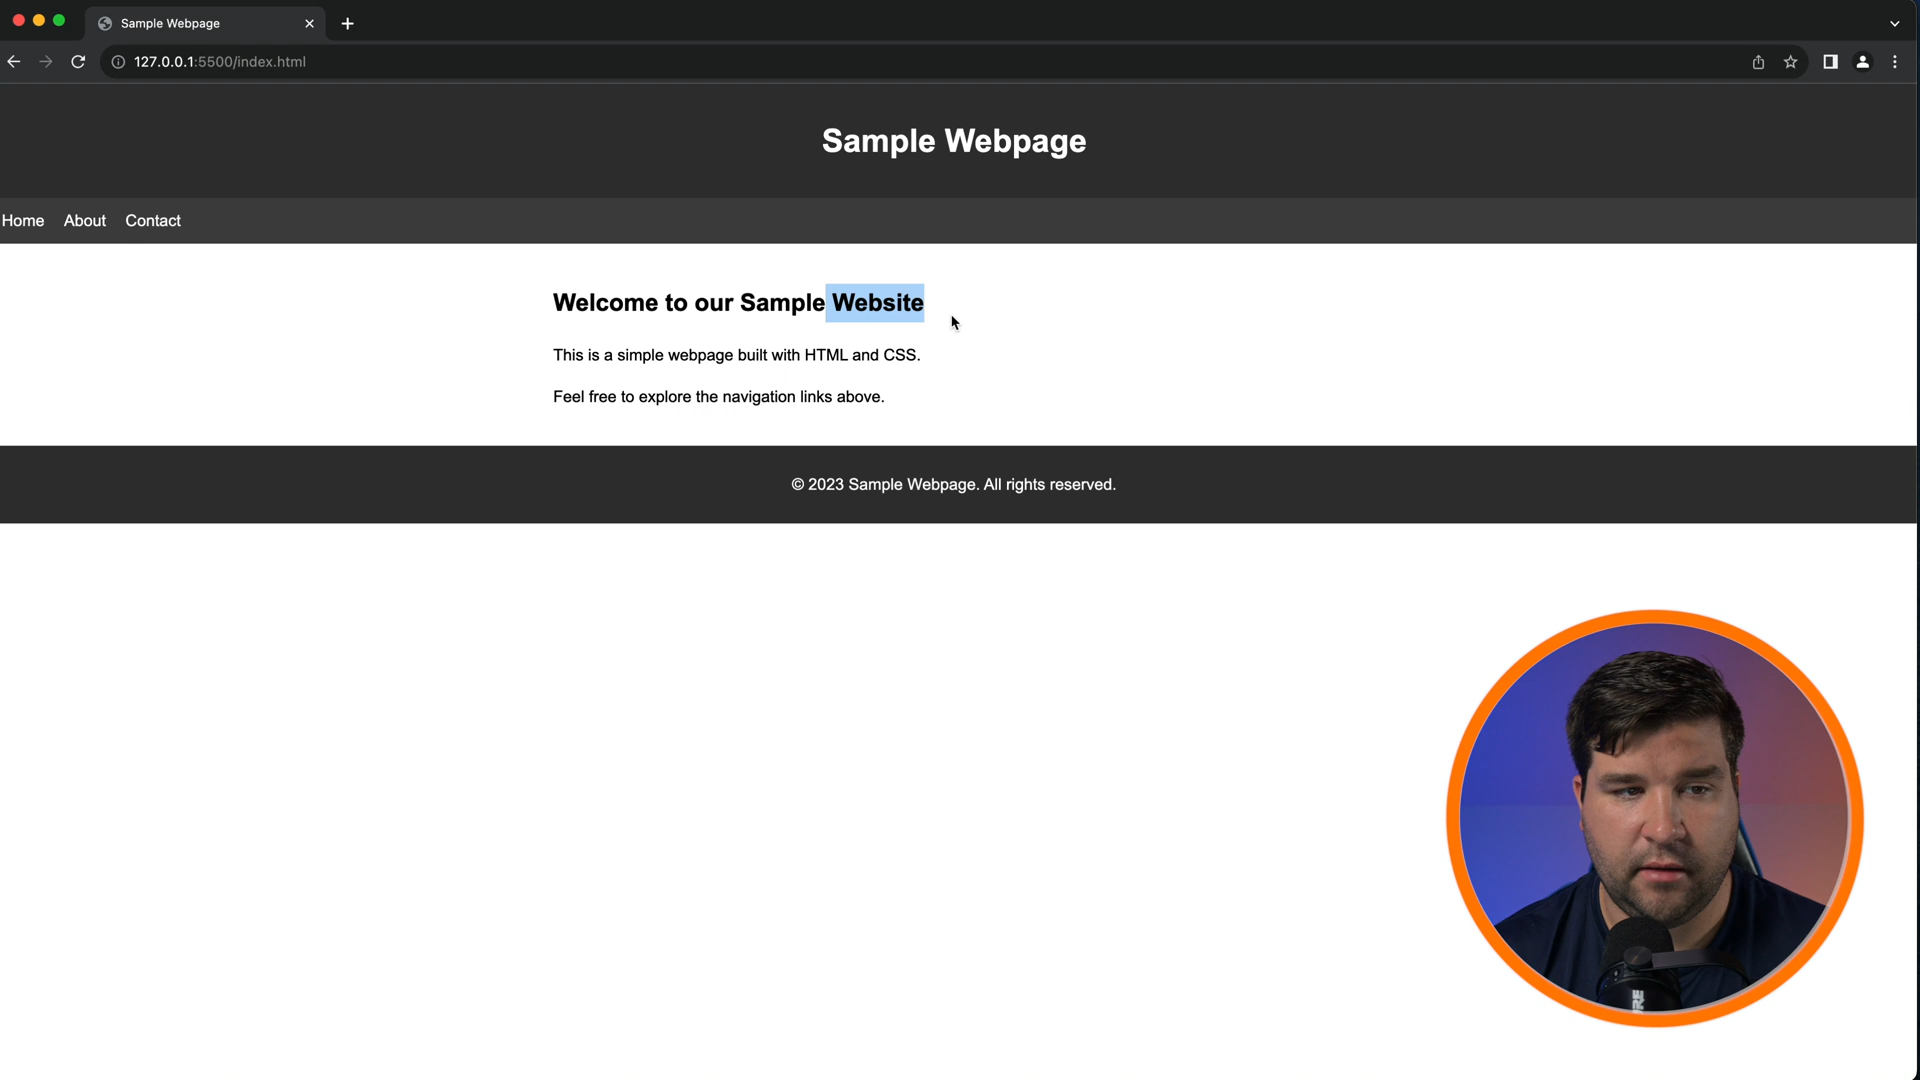 Sample Webpage
127.0.0.1:5500/index.html
Sample Webpage
Home About Contact
Welcome to our Sample Website
This is a simple webpage built with HTML and CSS.
Feel free to explore the navigation links above.
© 2023 Sample Webpage. All rights reserved.